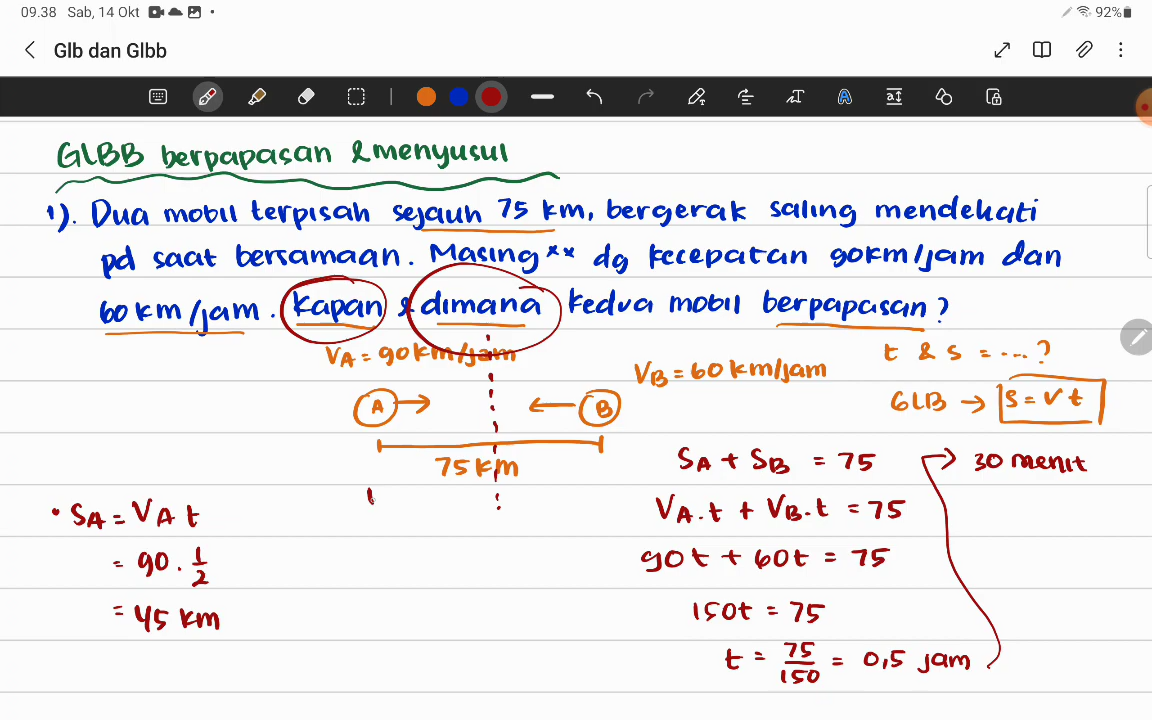 09.38 Sab, 14 Okt
92%
Glb dan Glbb
GLBB berpapasan & menyusul
1). Dua mobil terpisah sejauh 75 km, bergerak saling mendekati
pd saat bersamaan. Masing** dg kecepatan 90km/jam dan
60 km/jam. Kapan & dimana kedua mobil berpapasan?
VA = 90km/jam
VB = 60 km/jam
t & s = ...?
A → ← B
GLB → s = v t
75 km
SA + SB = 75 → 30 menit
• SA = VA t
VA.t + VB.t = 75
= 90 . 1/2
90t + 60t = 75
= 45 km
150t = 75
t = 75/150 = 0,5 jam